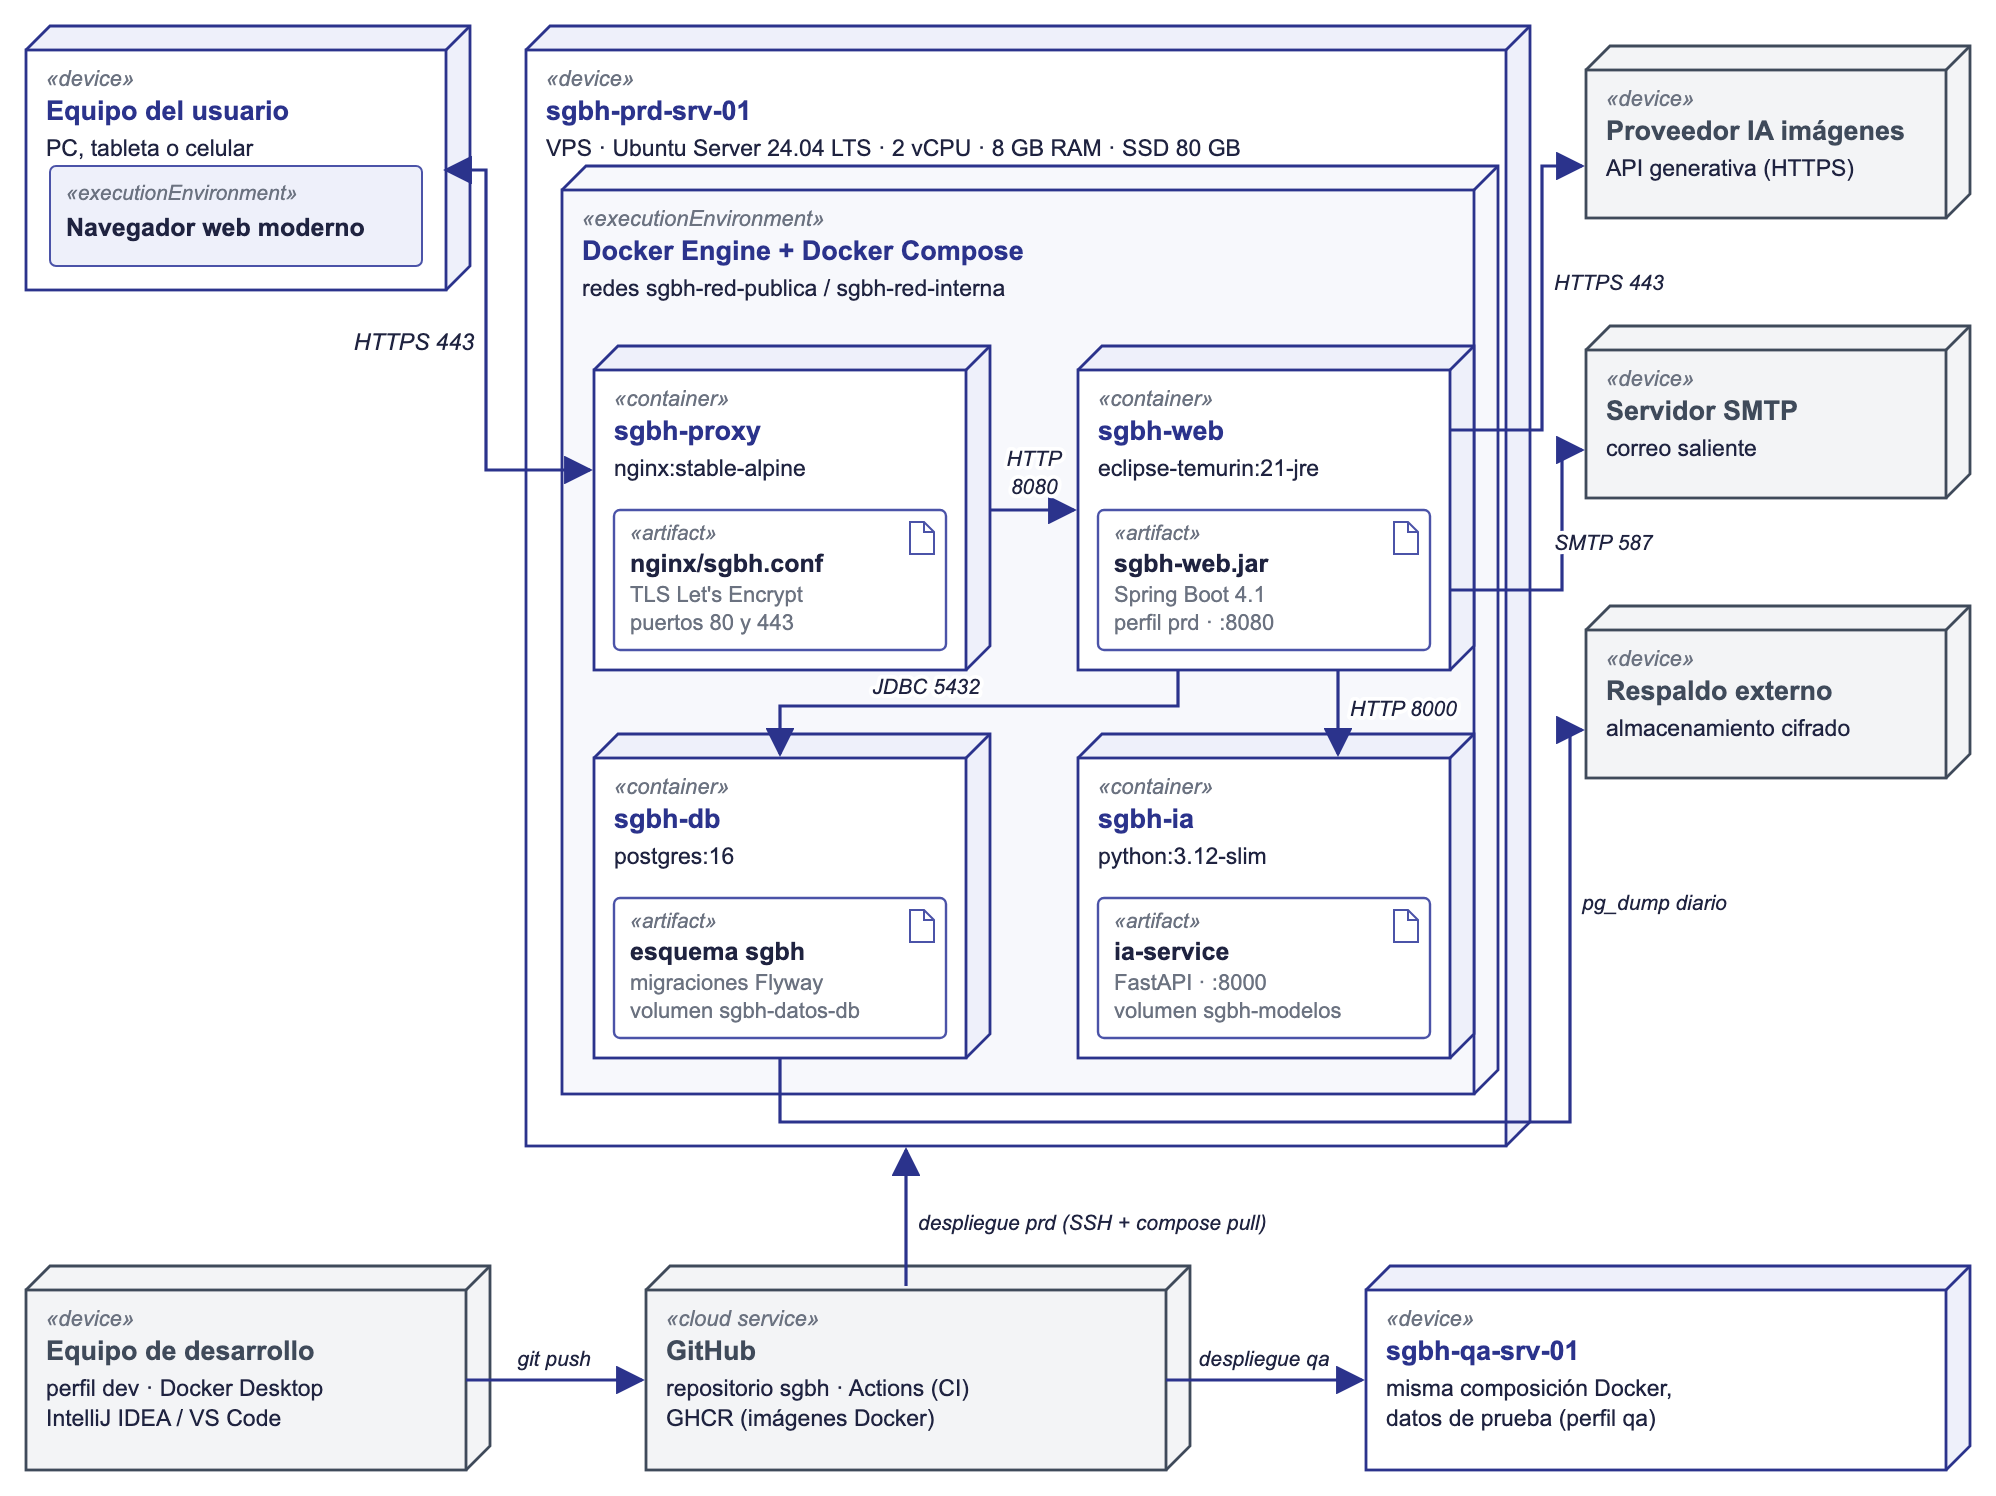 «device»
Equipo del usuario
PC, tableta o celular
«executionEnvironment»
Navegador web moderno
HTTPS 443
«device»
sgbh-prd-srv-01
VPS · Ubuntu Server 24.04 LTS · 2 vCPU · 8 GB RAM · SSD 80 GB
«executionEnvironment»
Docker Engine + Docker Compose
redes sgbh-red-publica / sgbh-red-interna
«container»
sgbh-proxy
nginx:stable-alpine
«artifact»
nginx/sgbh.conf
TLS Let's Encrypt
puertos 80 y 443
HTTP
8080
«container»
sgbh-web
eclipse-temurin:21-jre
«artifact»
sgbh-web.jar
Spring Boot 4.1
perfil prd · :8080
JDBC 5432
HTTP 8000
«container»
sgbh-db
postgres:16
«artifact»
esquema sgbh
migraciones Flyway
volumen sgbh-datos-db
«container»
sgbh-ia
python:3.12-slim
«artifact»
ia-service
FastAPI · :8000
volumen sgbh-modelos
«device»
Proveedor IA imágenes
API generativa (HTTPS)
HTTPS 443
«device»
Servidor SMTP
correo saliente
SMTP 587
«device»
Respaldo externo
almacenamiento cifrado
pg_dump diario
despliegue prd (SSH + compose pull)
«device»
Equipo de desarrollo
perfil dev · Docker Desktop
IntelliJ IDEA / VS Code
git push
«cloud service»
GitHub
repositorio sgbh · Actions (CI)
GHCR (imágenes Docker)
despliegue qa
«device»
sgbh-qa-srv-01
misma composición Docker,
datos de prueba (perfil qa)